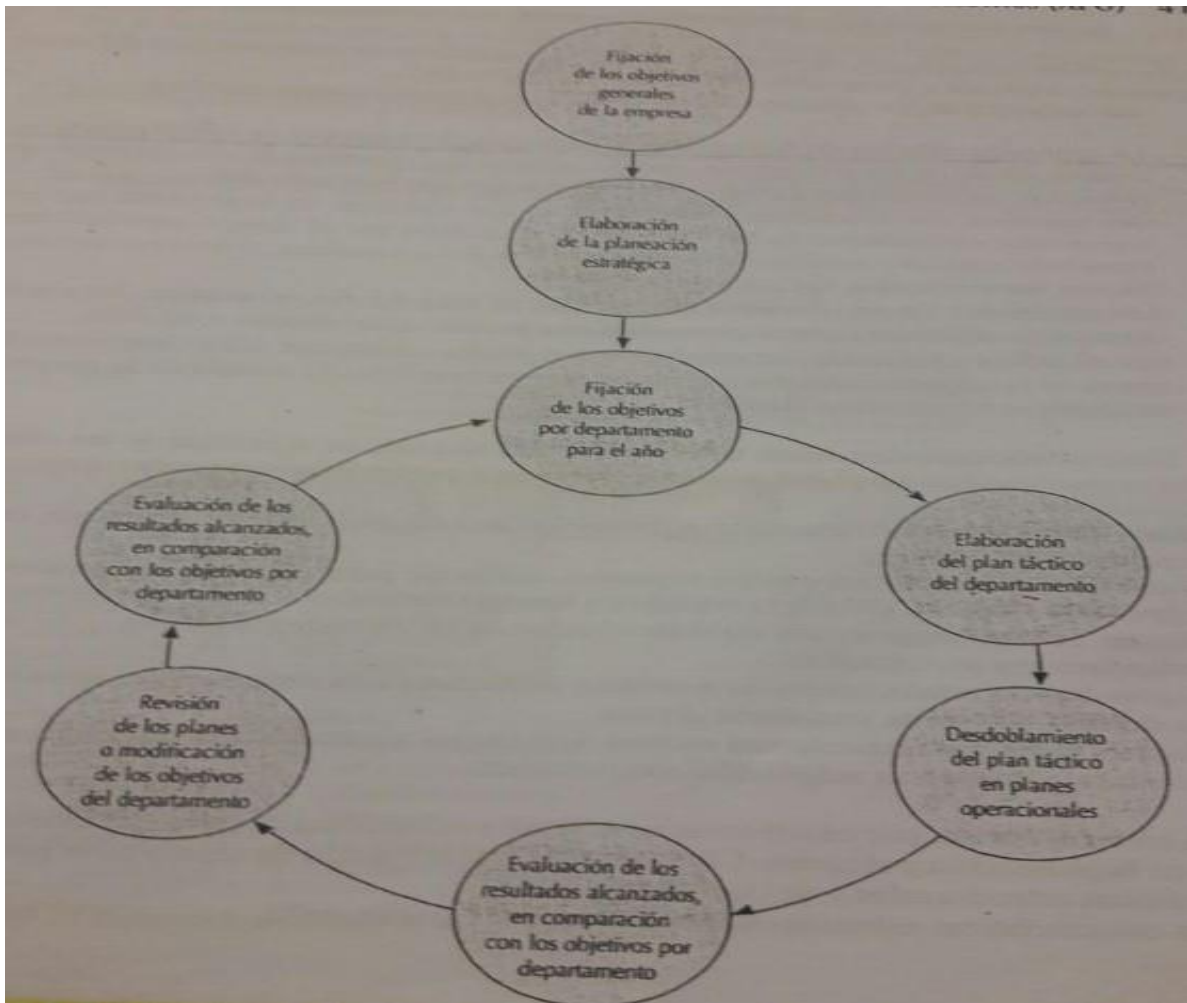 Fijación
de los objetivos
generales
de la empresa
Elaboración
de la planeación
estratégica
Fijación
de los objetivos
por departamento
para el año
Elaboración
del plan táctico
del departamento
Desdoblamiento
del plan táctico
en planes
operacionales
Evaluación de los
resultados alcanzados,
en comparación
con los objetivos por
departamento
Revisión
de los planes
o modificación
de los objetivos
del departamento
Evaluación de los
resultados alcanzados,
en comparación
con los objetivos por
departamento